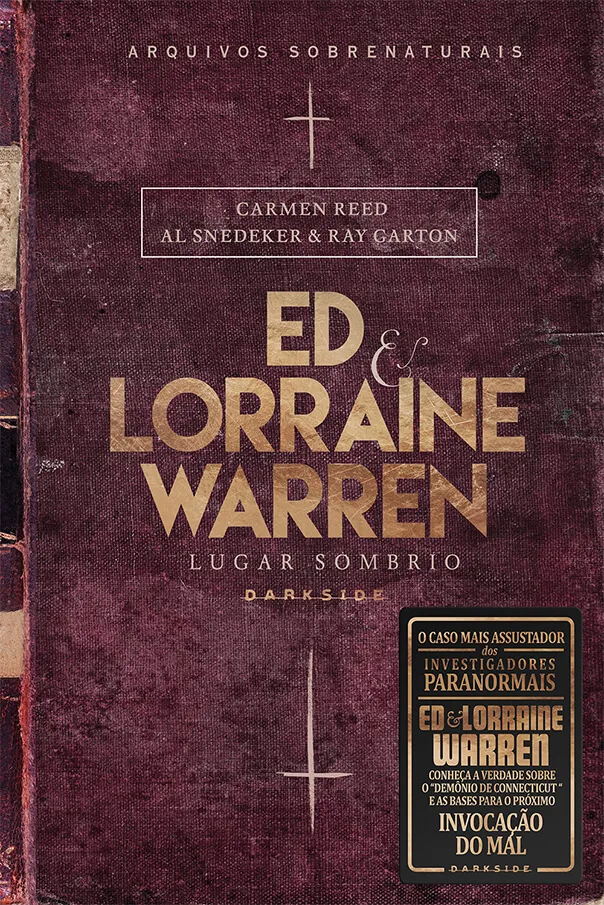 ARQUIVOS SOBRENATURAIS
CARMEN REED
AL SNEDEKER & RAY GARTON
ED &
LORRAINE
WARREN
LUGAR SOMBRIO
DARKSIDE
O CASO MAIS ASSUSTADOR
dos
INVESTIGADORES
PARANORMAIS
ED & LORRAINE
WARREN
CONHEÇA A VERDADE SOBRE
O "DEMÔNIO DE CONNECTICUT"
E AS BASES PARA O PRÓXIMO
INVOCAÇÃO
DO MAL
DARKSIDE